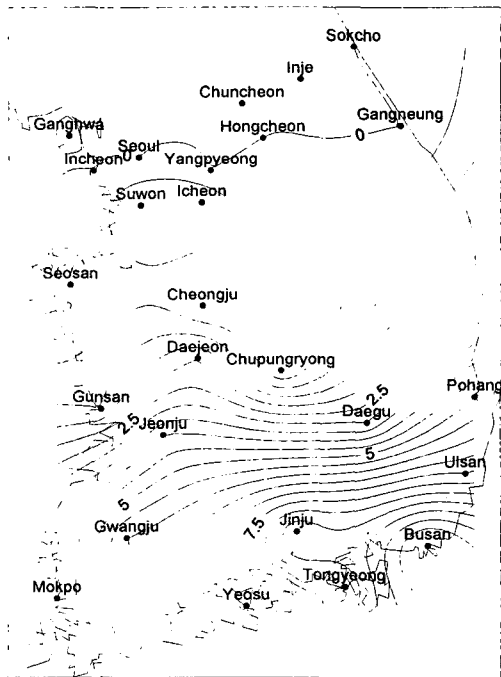 Sokcho
Inje
Chuncheon
Ganghwa
Gangneung
Hongcheon
0
Seoul
0
Incheon
Yangpyeong
Suwon
Icheon
Seosan
Cheongju
Daejeon
Chupungryong
Gunsan
2.5
Pohang
2.5
Jeonju
Daegu
5
Ulsan
5
Gwangju
7.5
Jinju
Busan
Mokpo
Tongyeong
Yeosu